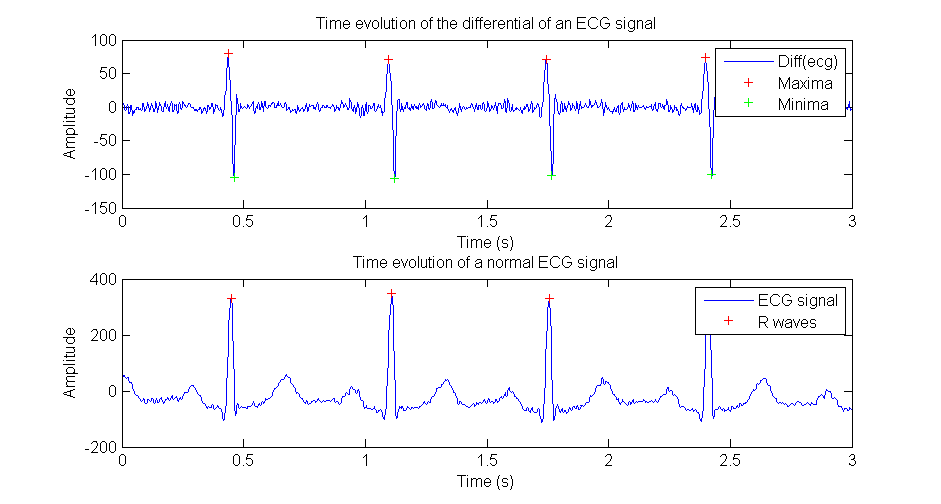 Time evolution of the differential of an ECG signal
100
50
0
-50
-100
-150
Amplitude
Diff(ecg)
Maxima
Minima
0 0.5 1 1.5 2 2.5 3
Time (s)
Time evolution of a normal ECG signal
400
200
0
-200
Amplitude
ECG signal
R waves
0 0.5 1 1.5 2 2.5 3
Time (s)